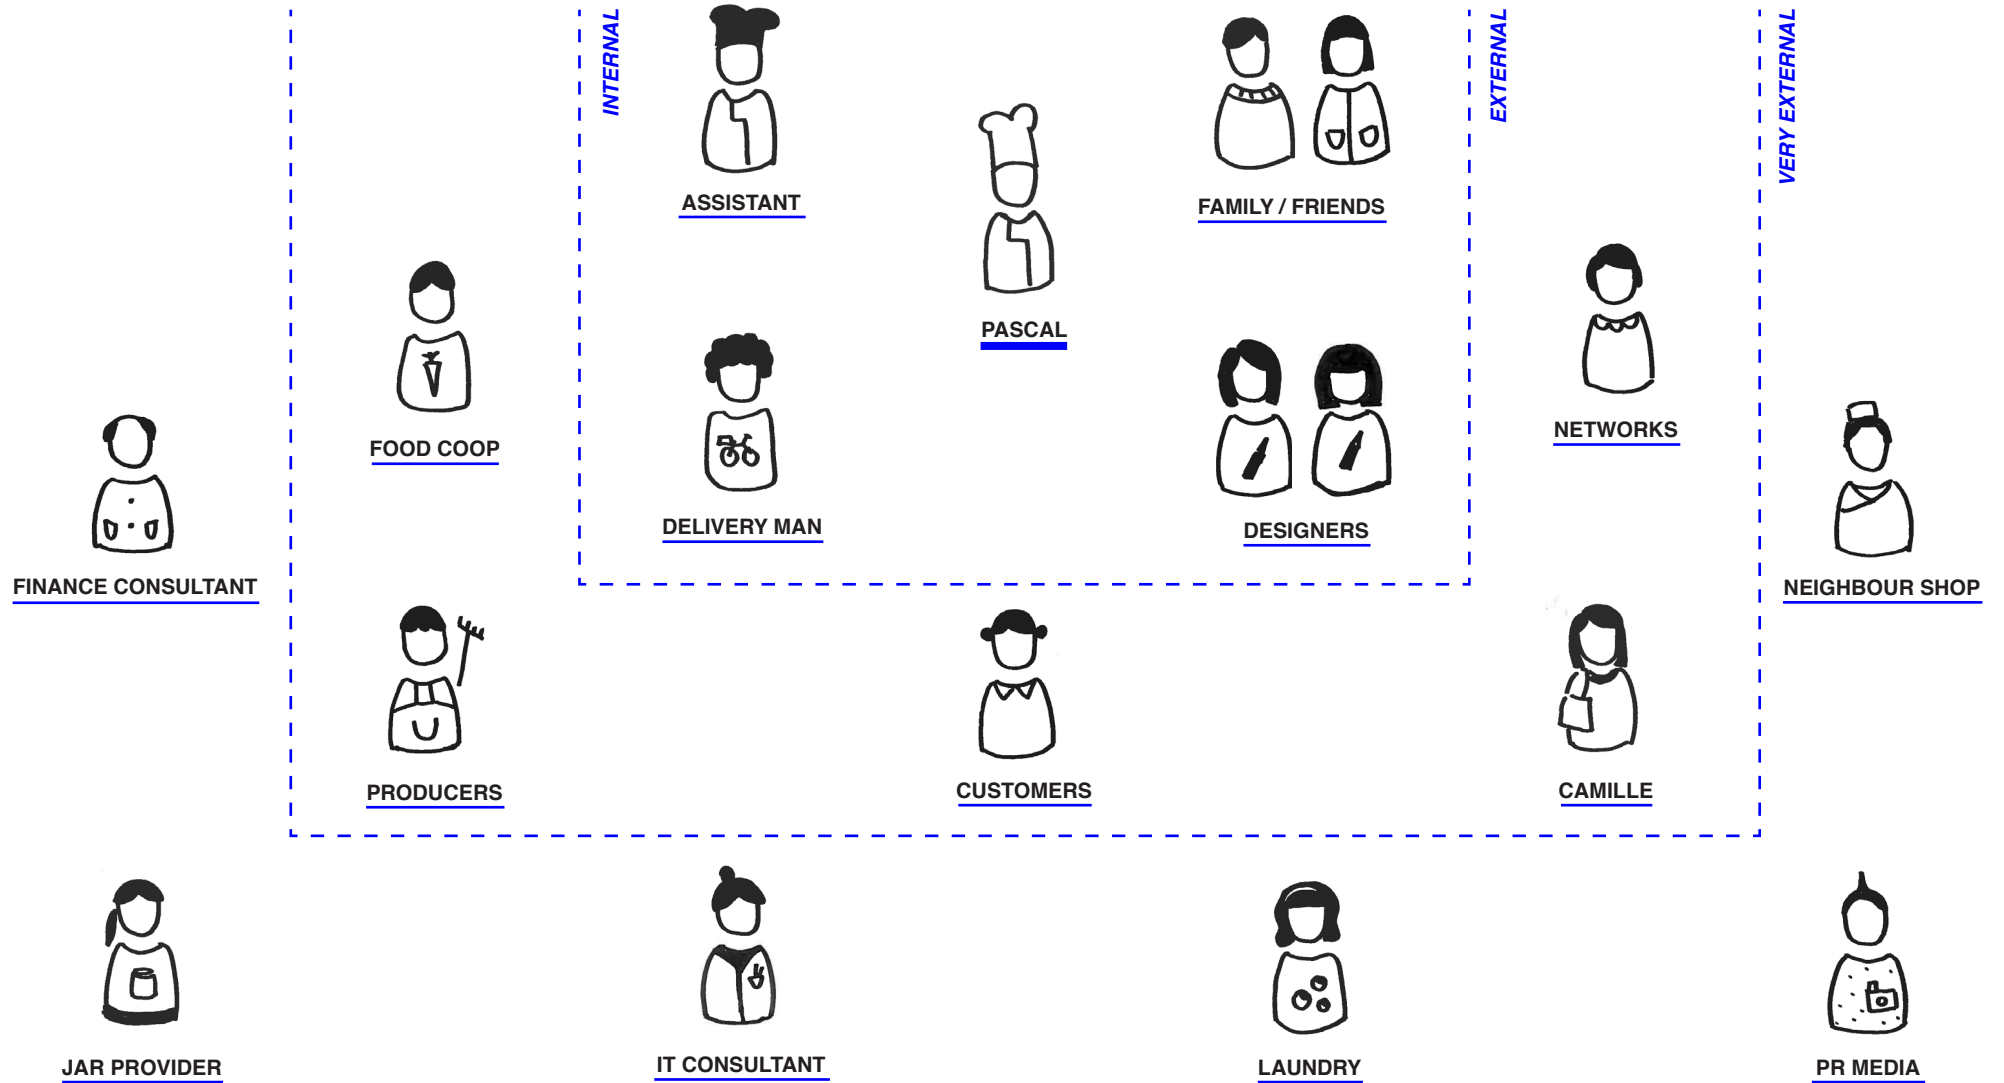 INTERNAL
EXTERNAL
VERY EXTERNAL
ASSISTANT
FAMILY / FRIENDS
PASCAL
FOOD COOP
NETWORKS
DELIVERY MAN
DESIGNERS
FINANCE CONSULTANT
NEIGHBOUR SHOP
PRODUCERS
CUSTOMERS
CAMILLE
JAR PROVIDER
IT CONSULTANT
LAUNDRY
PR MEDIA